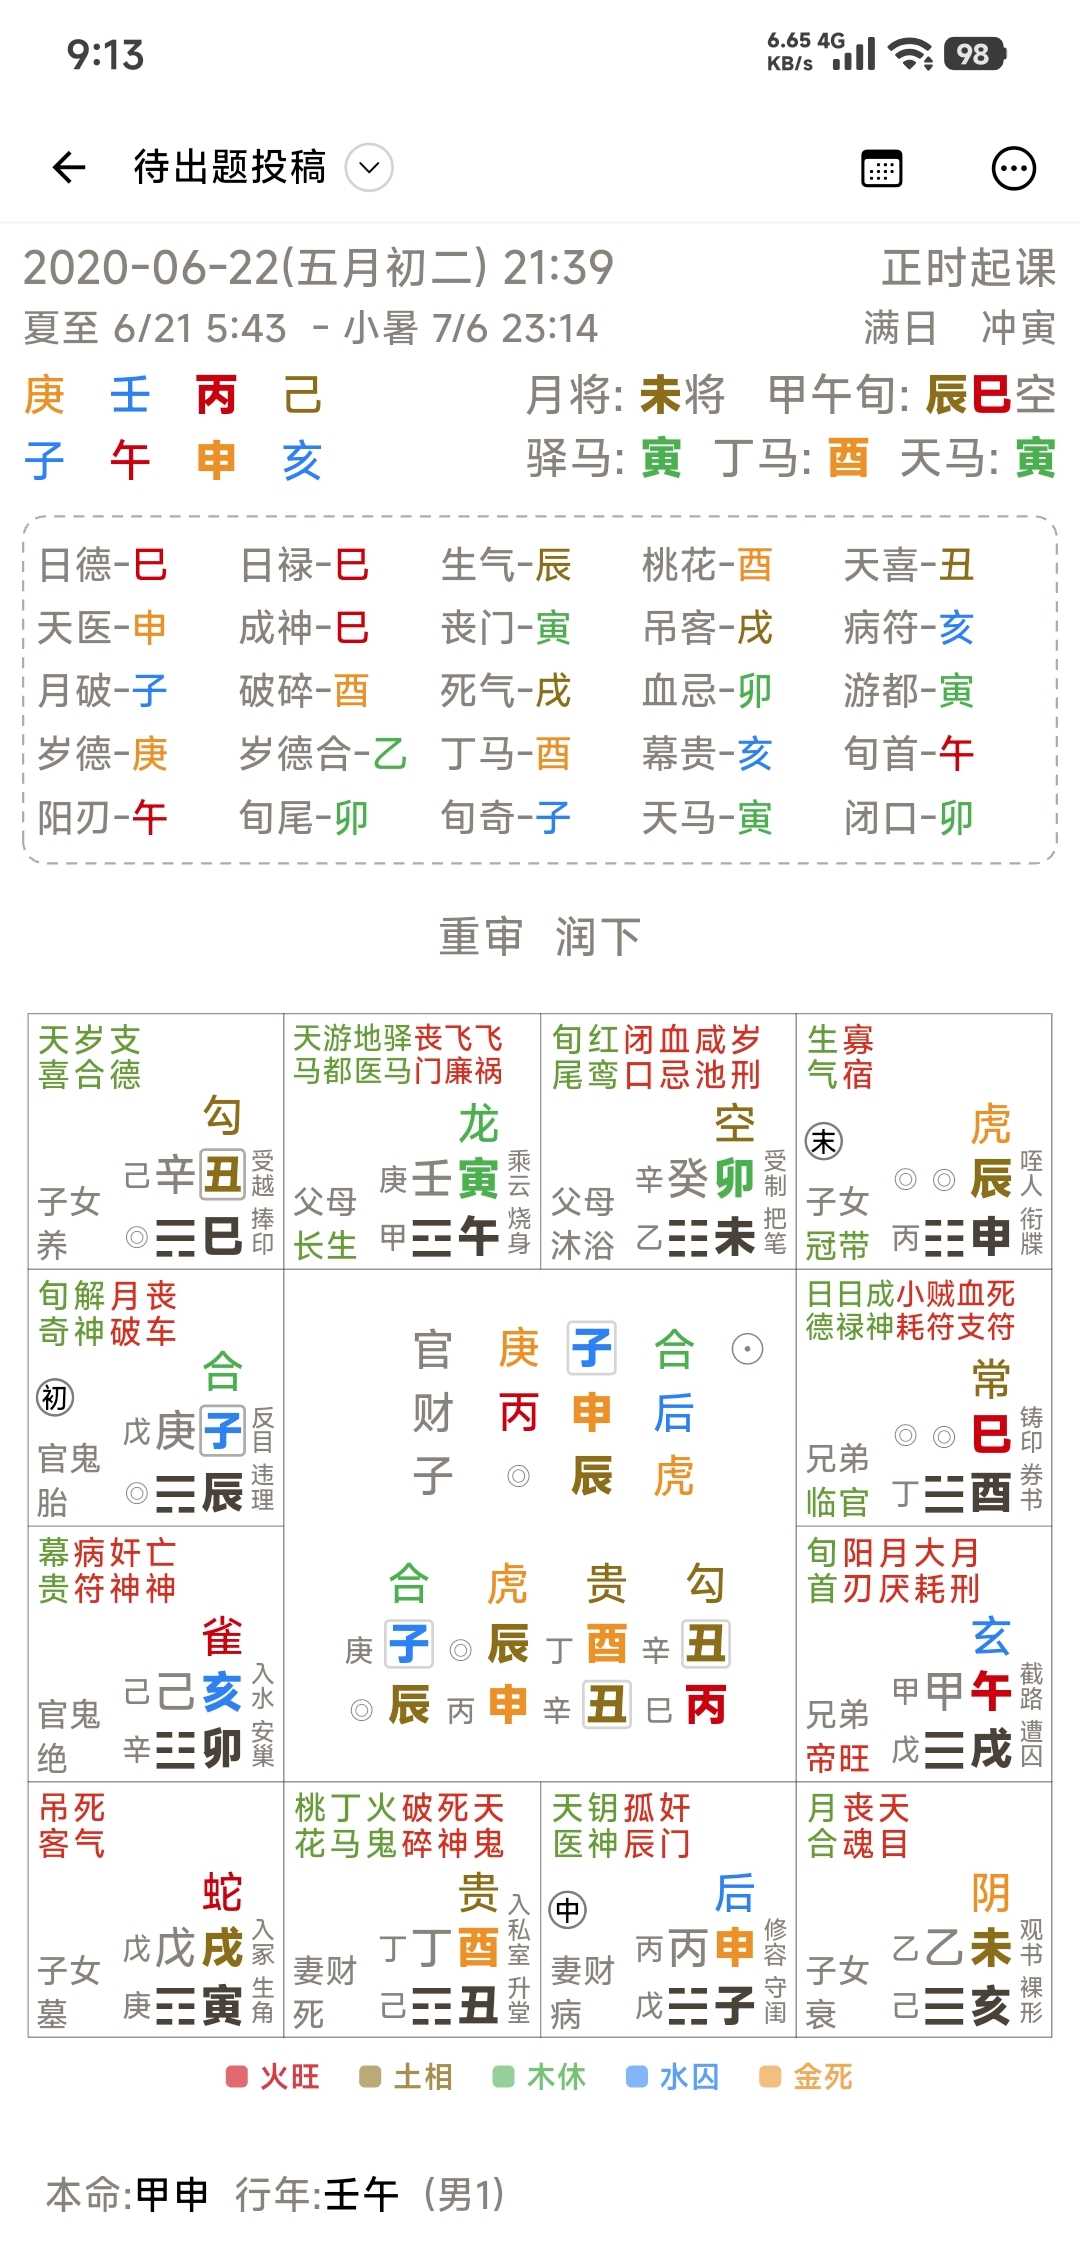 9:13
6.65 4G
KB/s
98
待出题投稿
2020-06-22(五月初二) 21:39 正时起课
夏至 6/21 5:43 - 小暑 7/6 23:14 满日 冲寅
庚 壬 丙 己 月将: 未将 甲午旬: 辰巳空
子 午 申 亥 驿马: 寅 丁马: 酉 天马: 寅
日德-巳 日禄-巳 生气-辰 桃花-酉 天喜-丑
天医-申 成神-巳 丧门-寅 吊客-戌 病符-亥
月破-子 破碎-酉 死气-戌 血忌-卯 游都-寅
岁德-庚 岁德合-乙 丁马-酉 幕贵-亥 旬首-午
阳刃-午 旬尾-卯 旬奇-子 天马-寅 闭口-卯
重审 润下
天岁支
喜合德
勾
己辛丑 受越
子女
养
◎ ☴ 巳 捧印
天游地驿丧飞飞
马都医马门廉祸
龙
庚壬寅 乘云
父母
长生
甲 ☲ 午 烧身
旬红闭血咸岁
尾鸾口忌池刑
空
辛癸卯 受制
父母
沐浴
乙 ☷ 未 把笔
生寡
气宿
末
虎
◎ ◎ 辰 咥人
子女
冠带
丙 ☷ 申 衔牒
旬解月丧
奇神破车
初
合
戊庚子 反目
官鬼
胎
◎ ☴ 辰 违理
官 庚 子 合 ☉
财 丙 申 后
子 ◎ 辰 虎
合 虎 贵 勾
庚 子 ◎ 辰 丁 酉 辛 丑
◎ 辰 丙 申 辛 丑 巳 丙
日日成小贼血死
德禄神耗符支符
常
◎ ◎ 巳 铸印
兄弟
临官
丁 ☱ 酉 券书
幕病奸亡
贵符神神
雀
己己亥 入水
官鬼
绝
辛 ☳ 卯 安巢
旬阳月大月
首刃厌耗刑
玄
甲甲午 截路
兄弟
帝旺
戊 ☰ 戌 遭囚
吊死
客气
蛇
戊戊戌 入冢
子女
墓
庚 ☶ 寅 生角
桃丁火破死天
花马鬼碎神鬼
贵
丁丁酉 入私室
妻财
死
己 ☶ 丑 升堂
天钥孤奸
医神辰门
中
后
丙丙申 修容
妻财
病
戊 ☵ 子 守闺
月丧天
合魂目
阴
乙乙未 观书
子女
衰
己 ☰ 亥 裸形
火旺 土相 木休 水囚 金死
本命:甲申 行年:壬午 (男1)